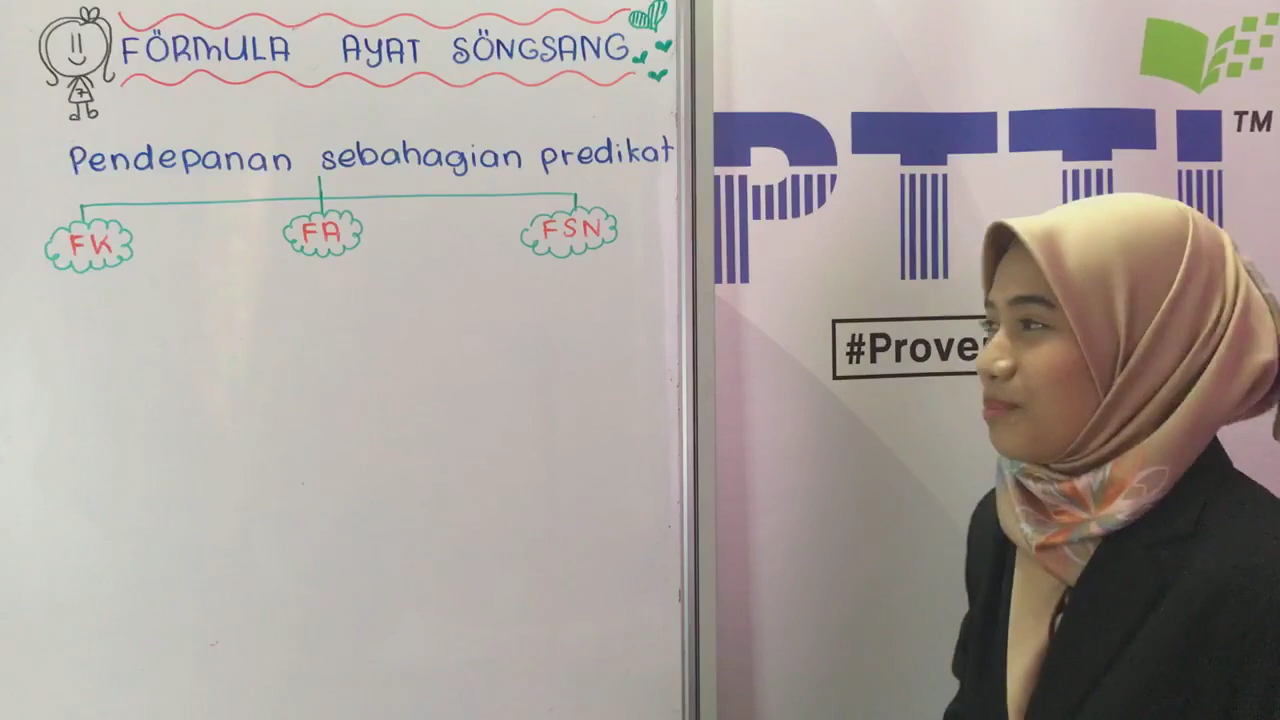 FÖRMULA AYAT SÖNGSANG
Pendepanan sebahagian predikat
FK FA FSN
PTTi TM
#Prove